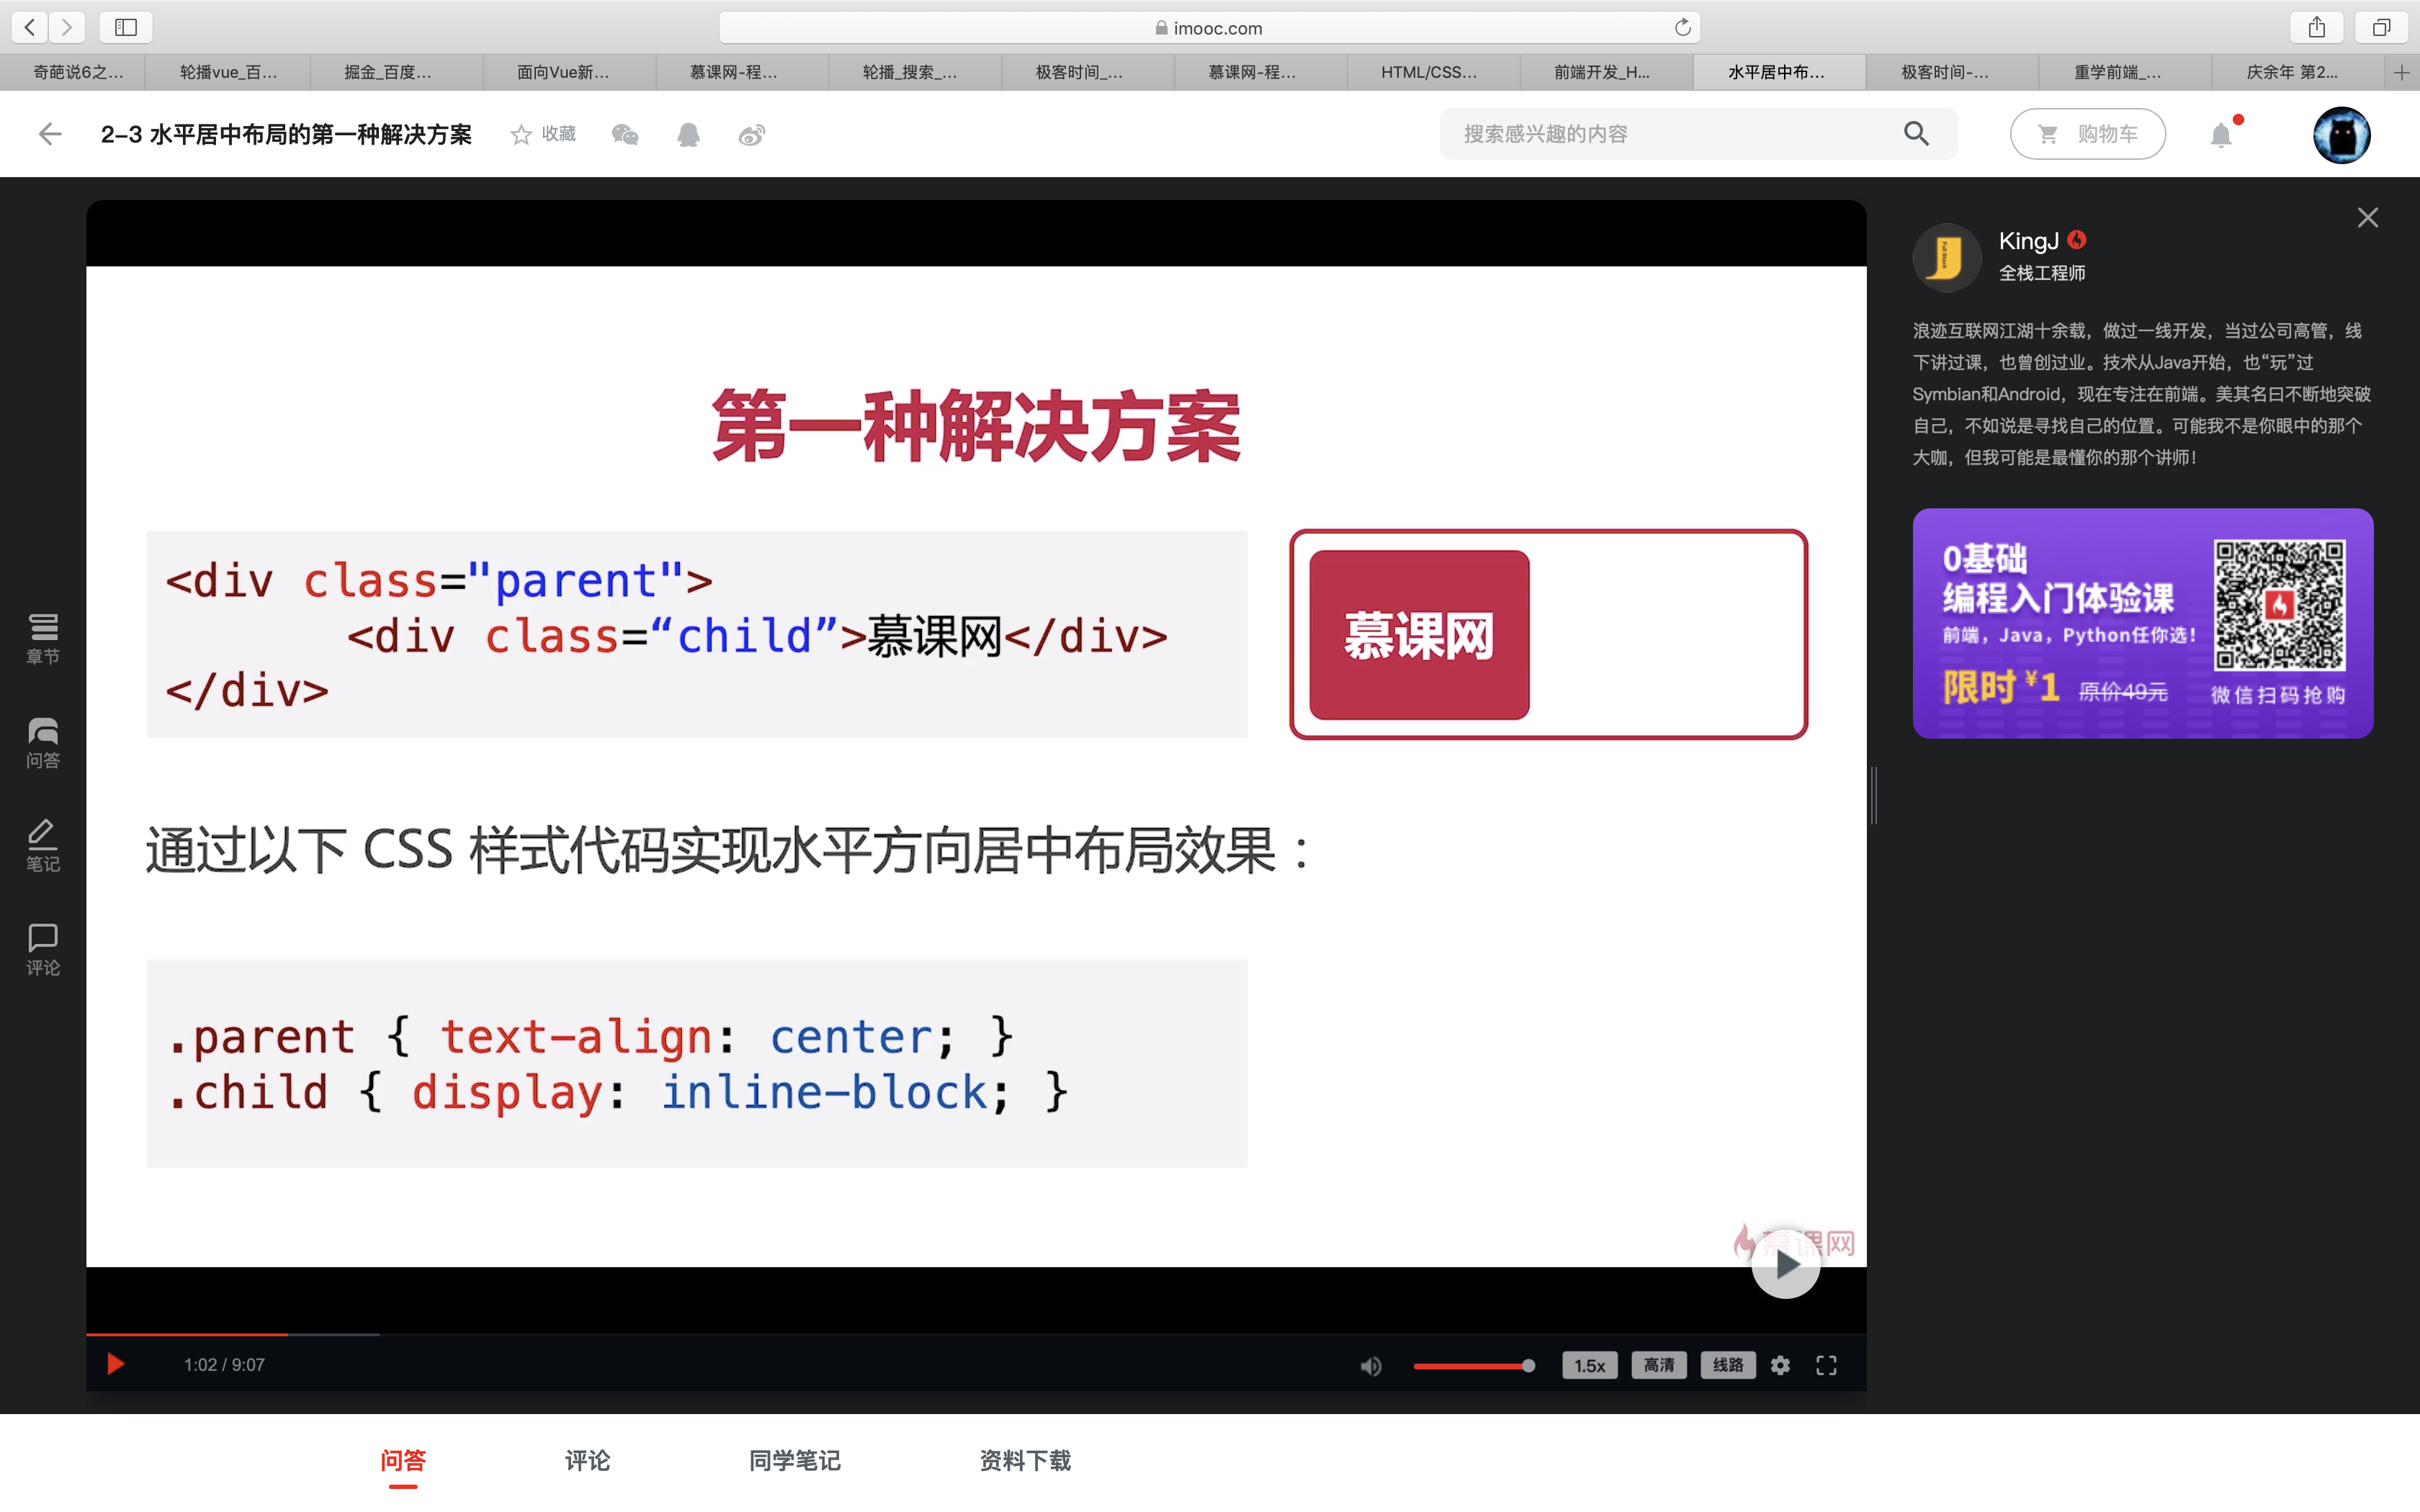 imooc.com
奇葩说6之...
轮播vue_百...
掘金_百度...
面向Vue新...
慕课网-程...
轮播_搜索_...
极客时间_...
慕课网-程...
HTML/CSS...
前端开发_H...
水平居中布...
极客时间-...
重学前端_...
庆余年 第2...
2-3 水平居中布局的第一种解决方案
收藏
搜索感兴趣的内容
购物车
第一种解决方案
<div class="parent">
<div class=“child”>慕课网</div>
</div>
慕课网
通过以下 CSS 样式代码实现水平方向居中布局效果：
.parent { text-align: center; }
.child { display: inline-block; }
慕课网
章节
问答
笔记
评论
KingJ
全栈工程师
浪迹互联网江湖十余载，做过一线开发，当过公司高管，线
下讲过课，也曾创过业。技术从Java开始，也“玩”过
Symbian和Android，现在专注在前端。美其名曰不断地突破
自己，不如说是寻找自己的位置。可能我不是你眼中的那个
大咖，但我可能是最懂你的那个讲师！
0基础
编程入门体验课
前端，Java，Python任你选！
限时 ¥1 原价49元
微信扫码抢购
1:02 / 9:07
1.5x
高清
线路
问答
评论
同学笔记
资料下载